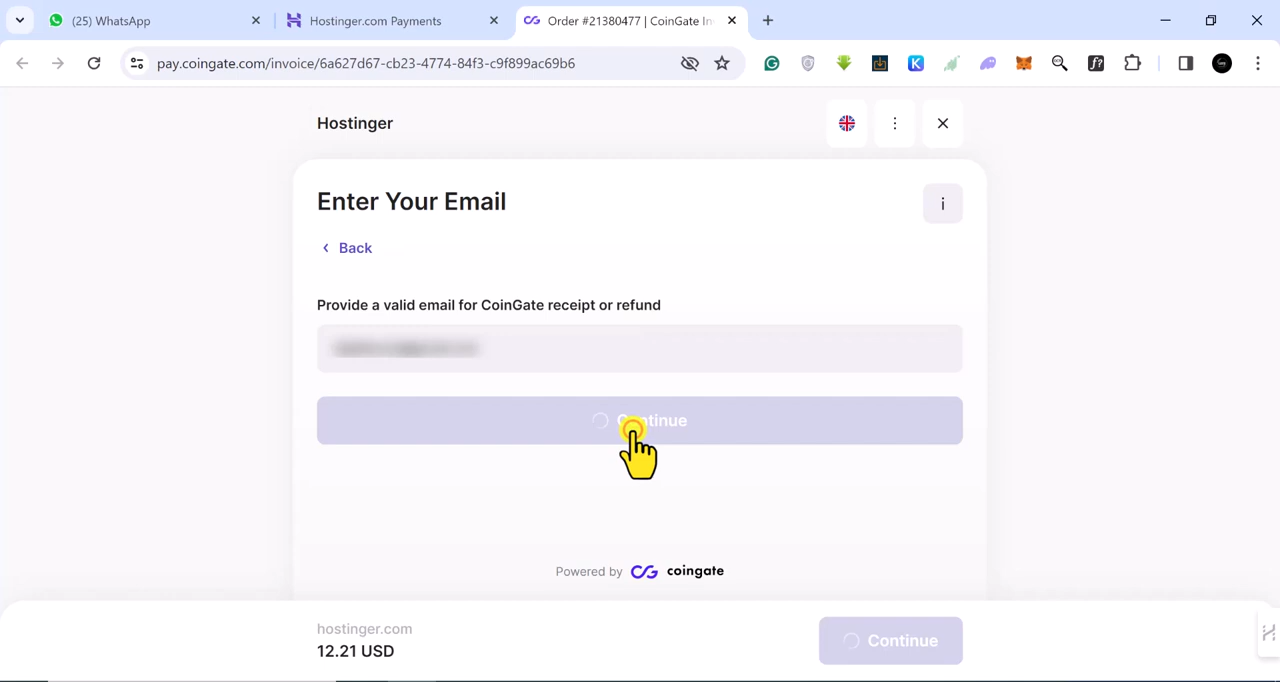 (25) WhatsApp
Hostinger.com Payments
Order #21380477 | CoinGate In
pay.coingate.com/invoice/6a627d67-cb23-4774-84f3-c9f899ac69b6
Hostinger
Enter Your Email
i
Back
Provide a valid email for CoinGate receipt or refund
Continue
Powered by coingate
hostinger.com
12.21 USD
Continue